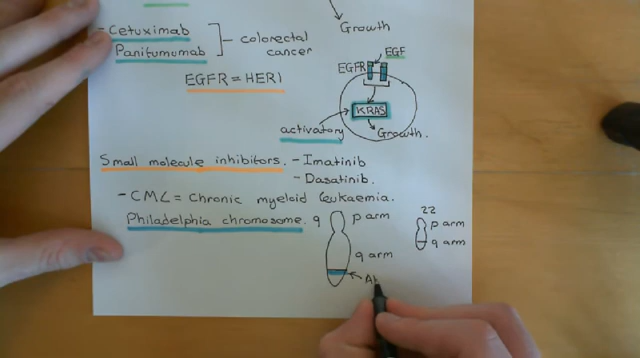 Growth
- Cetuximab
Panitumumab
colorectal
cancer
EGFR = HER1
EGF
EGFR
KRAS
activatory
Growth.
Small molecule inhibitors. - Imatinib
- Dasatinib.
- CML = Chronic myeloid leukaemia.
Philadelphia chromosome.
9
p arm
q arm
22
p arm
q arm
Ab